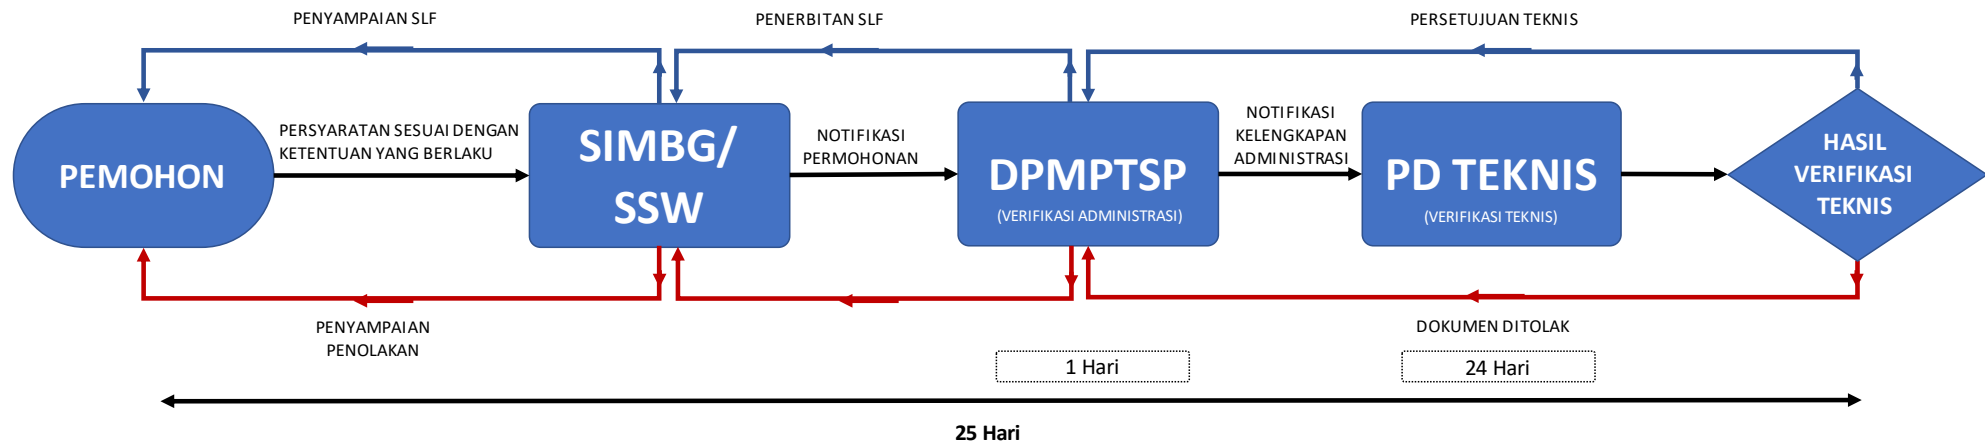 PENYAMPAIAN SLF
PENERBITAN SLF
PERSETUJUAN TEKNIS
PEMOHON
PERSYARATAN SESUAI DENGAN
KETENTUAN YANG BERLAKU
SIMBG/
SSW
NOTIFIKASI
PERMOHONAN
DPMPTSP
(VERIFIKASI ADMINISTRASI)
NOTIFIKASI
KELENGKAPAN
ADMINISTRASI
PD TEKNIS
(VERIFIKASI TEKNIS)
HASIL
VERIFIKASI
TEKNIS
PENYAMPAIAN
PENOLAKAN
DOKUMEN DITOLAK
1 Hari
24 Hari
25 Hari